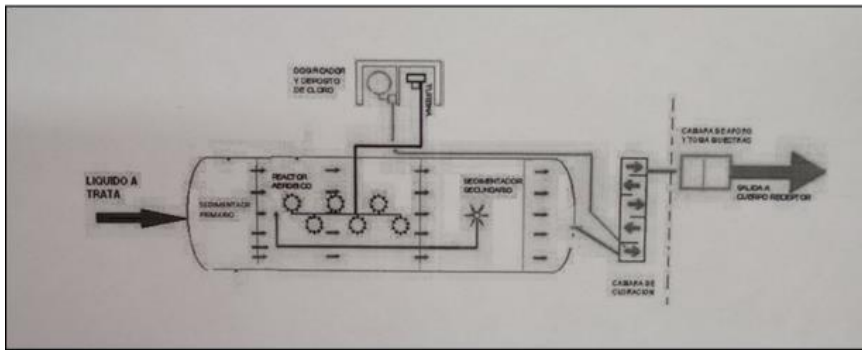 DOSIFICADOR
Y DEPOSITO
DE CLORO
TURBINA
CAMARA DE AFORO
Y TOMA MUESTRAS
LIQUIDO A
TRATA
REACTOR
AEROBICO
SEDIMENTADOR
SECUNDARIO
SEDIMENTADOR
PRIMARIO
SALIDA A
CUERPO RECEPTOR
CAMARA DE
CLORACION